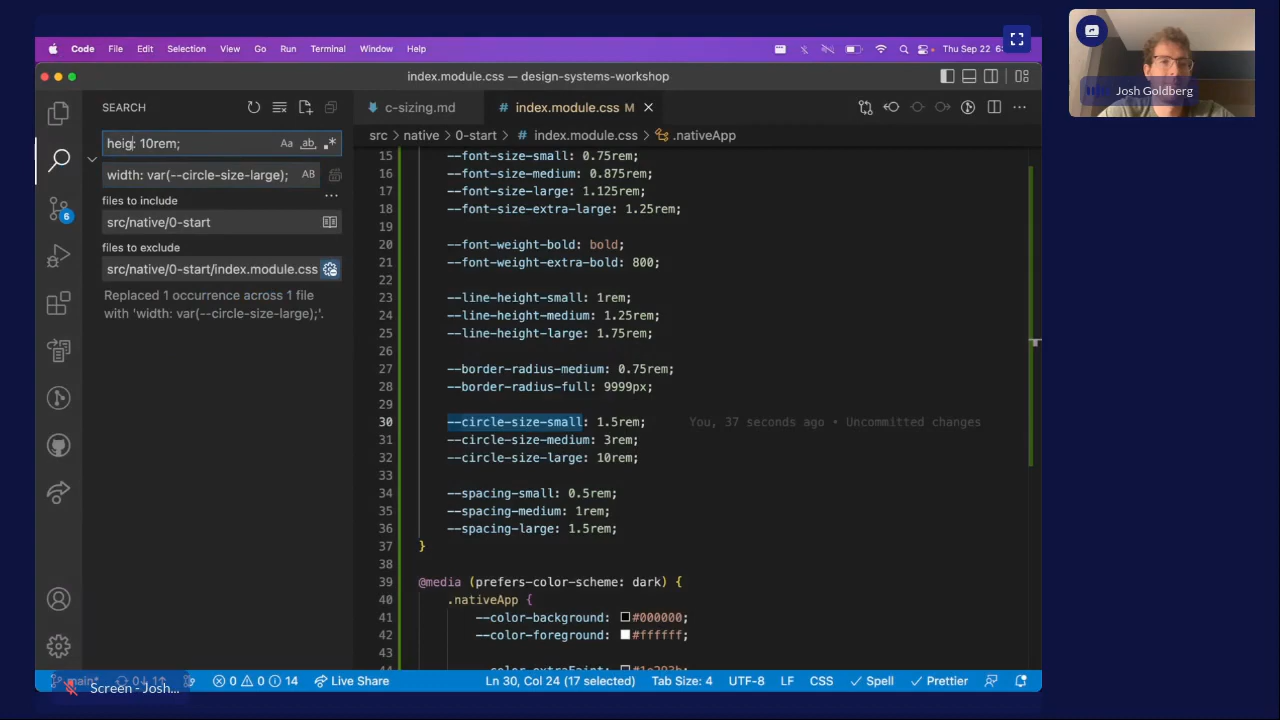 Code File Edit Selection View Go Run Terminal Window Help
Thu Sep 22 6:
index.module.css — design-systems-workshop
SEARCH
c-sizing.md
index.module.css M
src > native > 0-start > index.module.css > .nativeApp
heig: 10rem;
Aa ab .*
width: var(--circle-size-large);
AB
files to include
src/native/0-start
files to exclude
src/native/0-start/index.module.css
Replaced 1 occurrence across 1 file
with 'width: var(--circle-size-large);'.
6
15 --font-size-small: 0.75rem;
16 --font-size-medium: 0.875rem;
17 --font-size-large: 1.125rem;
18 --font-size-extra-large: 1.25rem;
19
20 --font-weight-bold: bold;
21 --font-weight-extra-bold: 800;
22
23 --line-height-small: 1rem;
24 --line-height-medium: 1.25rem;
25 --line-height-large: 1.75rem;
26
27 --border-radius-medium: 0.75rem;
28 --border-radius-full: 9999px;
29
30 --circle-size-small: 1.5rem; You, 37 seconds ago • Uncommitted changes
31 --circle-size-medium: 3rem;
32 --circle-size-large: 10rem;
33
34 --spacing-small: 0.5rem;
35 --spacing-medium: 1rem;
36 --spacing-large: 1.5rem;
37 }
38
39 @media (prefers-color-scheme: dark) {
40 .nativeApp {
41 --color-background: #000000;
42 --color-foreground: #ffffff;
43
44 --color-extraFaint: #1e293b;
main* 0↓ 1↑ 0 0 14 Live Share
Ln 30, Col 24 (17 selected) Tab Size: 4 UTF-8 LF CSS Spell Prettier
Screen - Josh...
Josh Goldberg